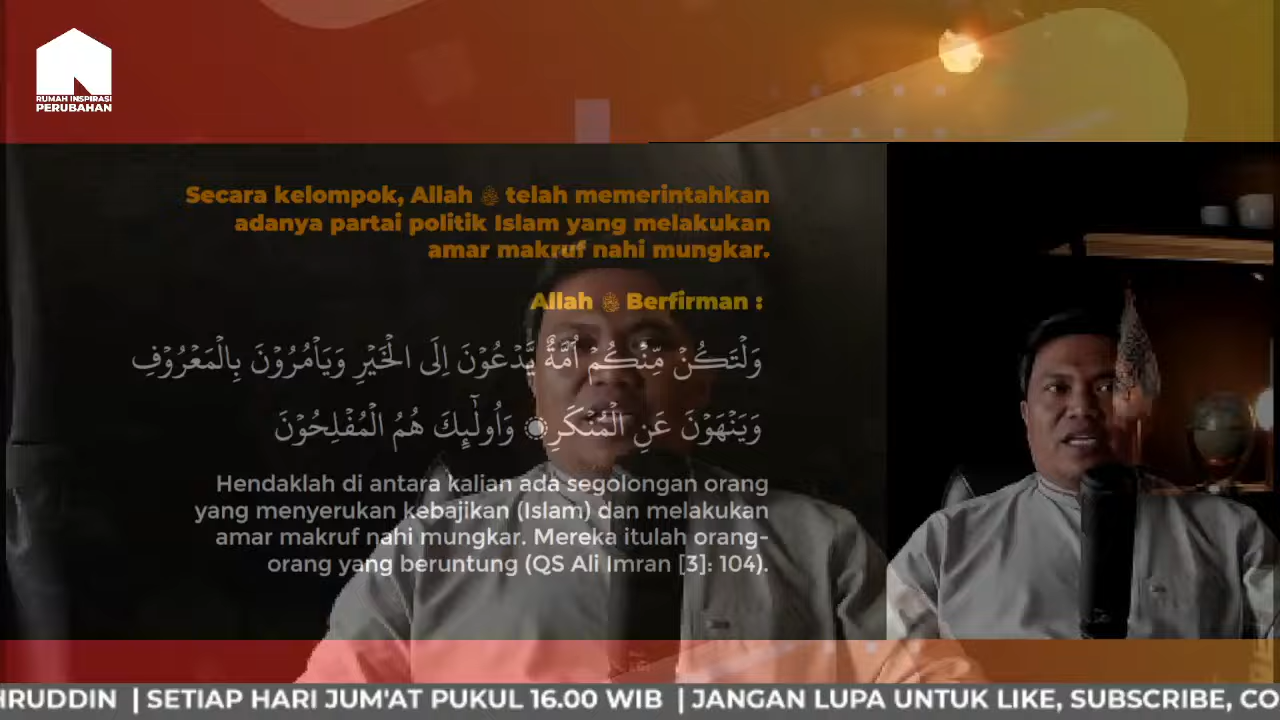 RUMAH INSPIRASI
PERUBAHAN
Secara kelompok, Allah ﷻ telah memerintahkan
adanya partai politik Islam yang melakukan
amar makruf nahi mungkar.
Allah ﷻ Berfirman :
وَلْتَكُنْ مِّنْكُمْ اُمَّةٌ يَّدْعُوْنَ اِلَى الْخَيْرِ وَيَأْمُرُوْنَ بِالْمَعْرُوْفِ
وَيَنْهَوْنَ عَنِ الْمُنْكَرِ ۗ وَاُولٰۤىِٕكَ هُمُ الْمُفْلِحُوْنَ
Hendaklah di antara kalian ada segolongan orang
yang menyerukan kebajikan (Islam) dan melakukan
amar makruf nahi mungkar. Mereka itulah orang-
orang yang beruntung (QS Ali Imran [3]: 104).
HRUDDIN | SETIAP HARI JUM'AT PUKUL 16.00 WIB | JANGAN LUPA UNTUK LIKE, SUBSCRIBE, CO